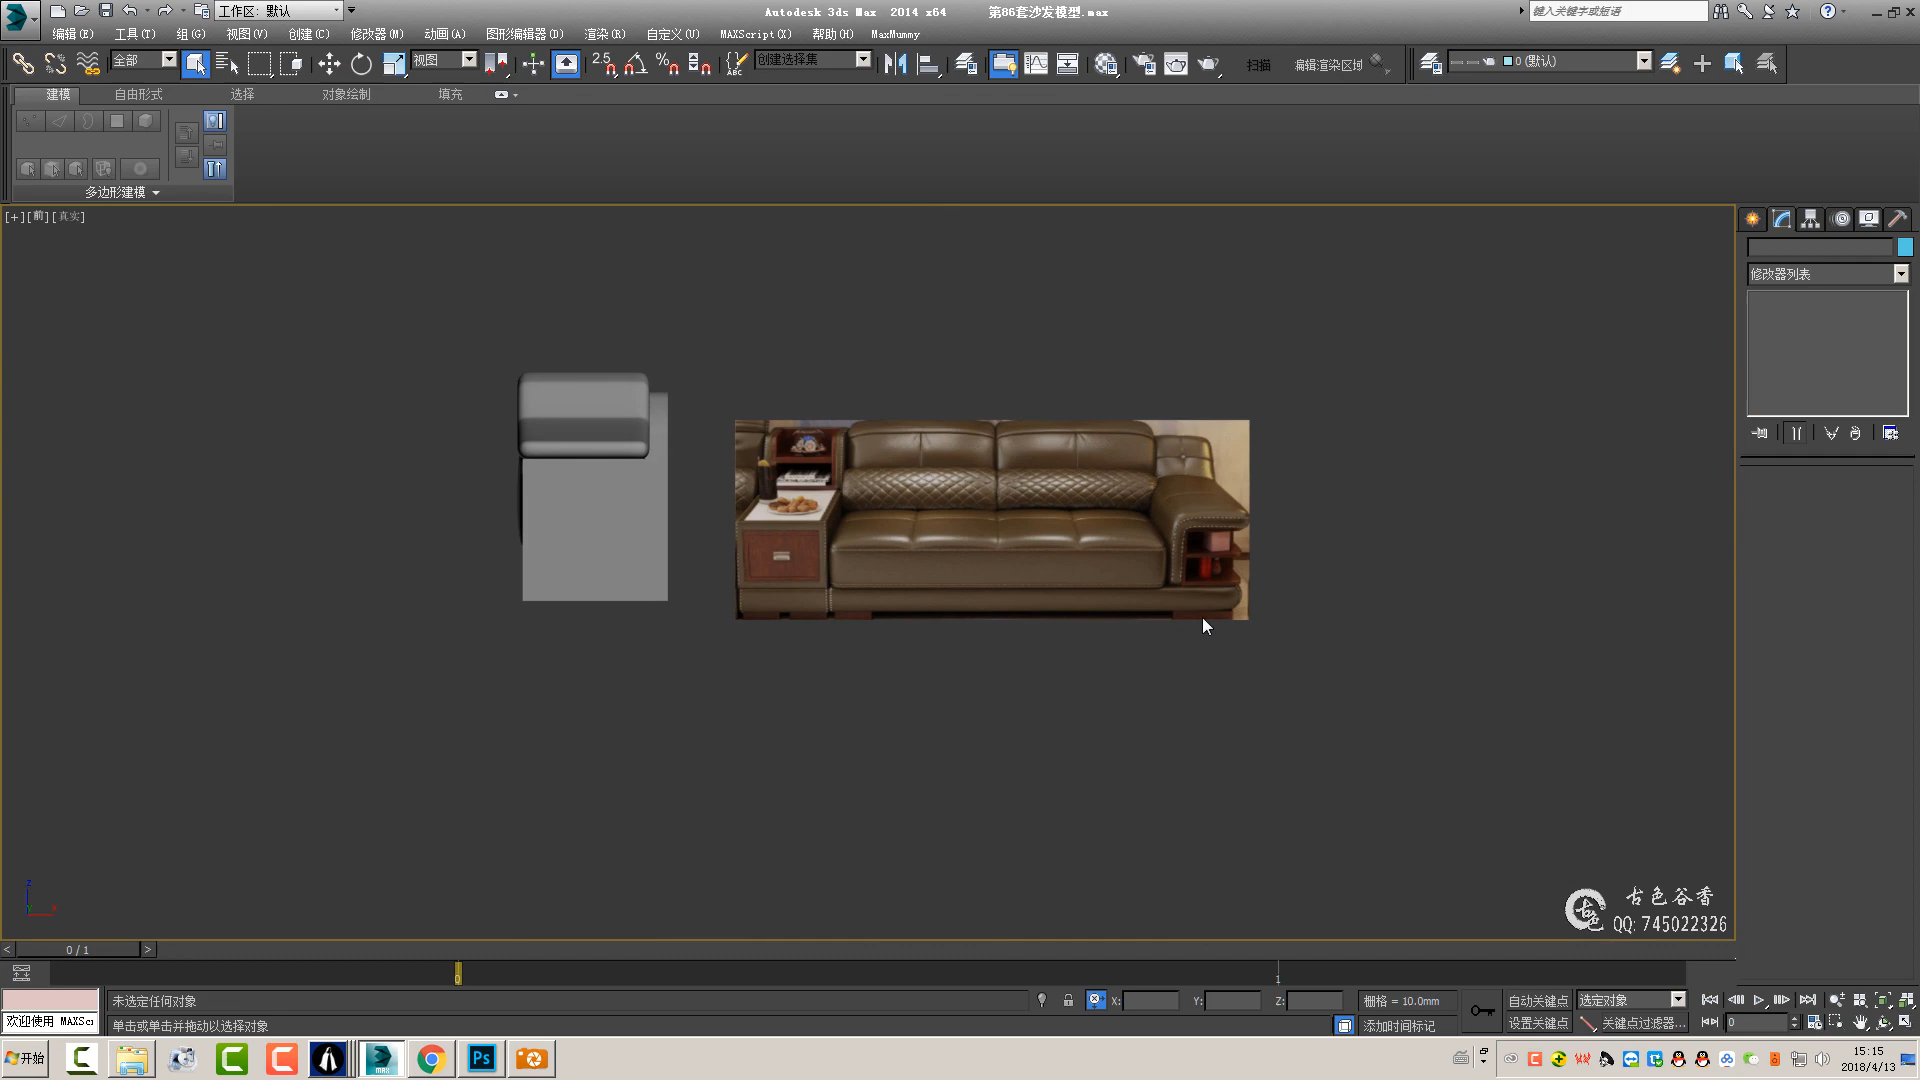 工作区: 默认
Autodesk 3ds Max  2014 x64    第86套沙发模型.max
键入关键字或短语
编辑(E) 工具(T) 组(G) 视图(V) 创建(C) 修改器(M) 动画(A) 图形编辑器(D) 渲染(R) 自定义(U) MAXScript(X) 帮助(H) MaxMummy
全部
视图
2.5
ABC
创建选择集
扫描
编辑渲染区域
0 (默认)
建模 自由形式 选择 对象绘制 填充
多边形建模
[+][前][真实]
修改器列表
z
x
古色谷香
QQ: 745022326
0 / 1
0
1
未选定任何对象
X:
Y:
Z:
栅格 = 10.0mm
自动关键点
选定对象
欢迎使用 MAXSc
单击或单击并拖动以选择对象
添加时间标记
设置关键点
关键点过滤器...
0
开始
MAX
Ps
15:15
2018/4/13